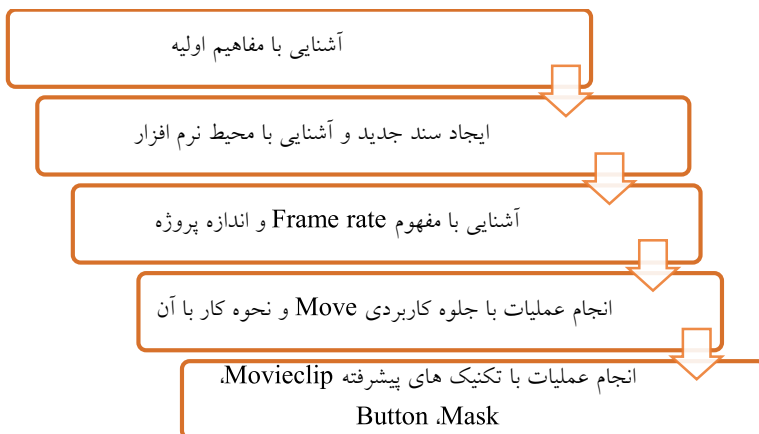 آشنایی با مفاهیم اولیه
ایجاد سند جدید و آشنایی با محیط نرم افزار
آشنایی با مفهوم Frame rate و اندازه پروژه
انجام عملیات با جلوه کاربردی Move و نحوه کار با آن
انجام عملیات با تکنیک های پیشرفته Movieclip،
Button ،Mask